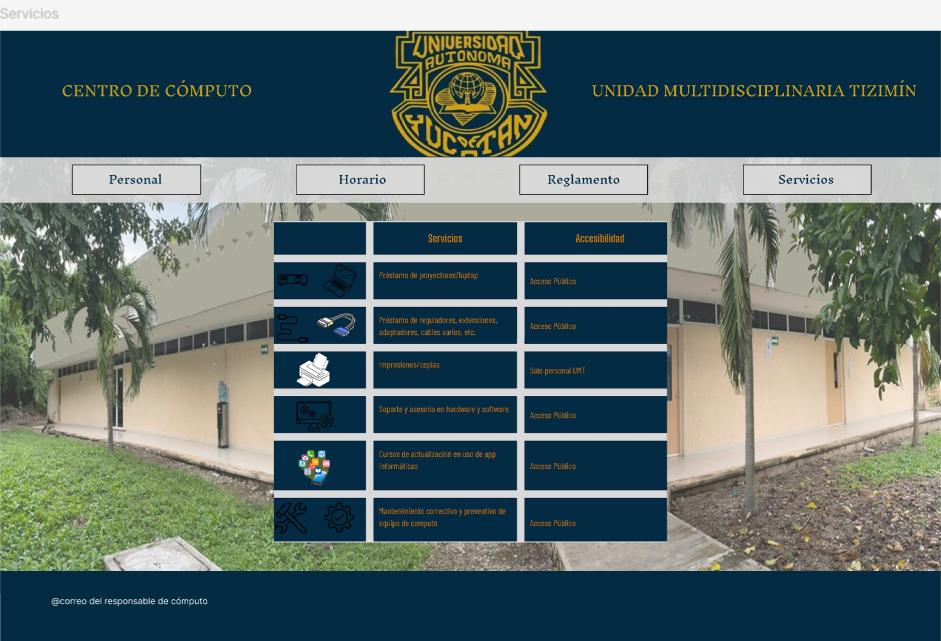 Servicios
CENTRO DE CÓMPUTO
UNIVERSIDAD
AUTONOMA
YUCATAN
UNIDAD MULTIDISCIPLINARIA TIZIMÍN
Personal
Horario
Reglamento
Servicios
Servicios
Accesibilidad
Préstamo de proyectores/laptop
Acceso Público
Préstamo de reguladores, extensiones,
adaptadores, cables varios, etc.
Acceso Público
Impresiones/copias
Solo personal UMT
Soporte y asesoría en hardware y software
Acceso Público
Cursos de actualización en uso de app
informáticas
Acceso Público
Mantenimiento correctivo y preventivo de
equipo de computo
Acceso Público
@correo del responsable de cómputo